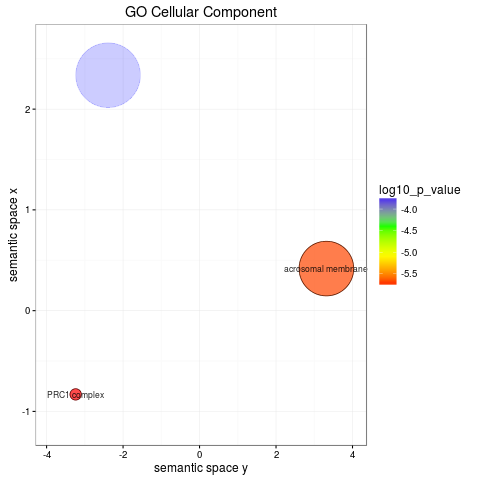 GO Cellular Component
semantic space x
2
1
0
-1
acrosomal membrane
PRC1 complex
-4
-2
0
2
4
semantic space y
log10_p_value
-4.0
-4.5
-5.0
-5.5